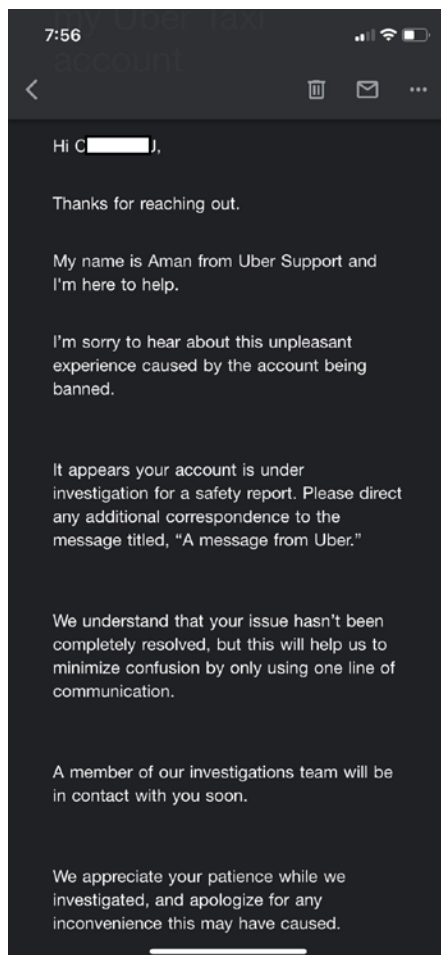 my Uber Taxi
7:56
account
Hi C J,
Thanks for reaching out.
My name is Aman from Uber Support and
I'm here to help.
I'm sorry to hear about this unpleasant
experience caused by the account being
banned.
It appears your account is under
investigation for a safety report. Please direct
any additional correspondence to the
message titled, “A message from Uber.”
We understand that your issue hasn't been
completely resolved, but this will help us to
minimize confusion by only using one line of
communication.
A member of our investigations team will be
in contact with you soon.
We appreciate your patience while we
investigated, and apologize for any
inconvenience this may have caused.